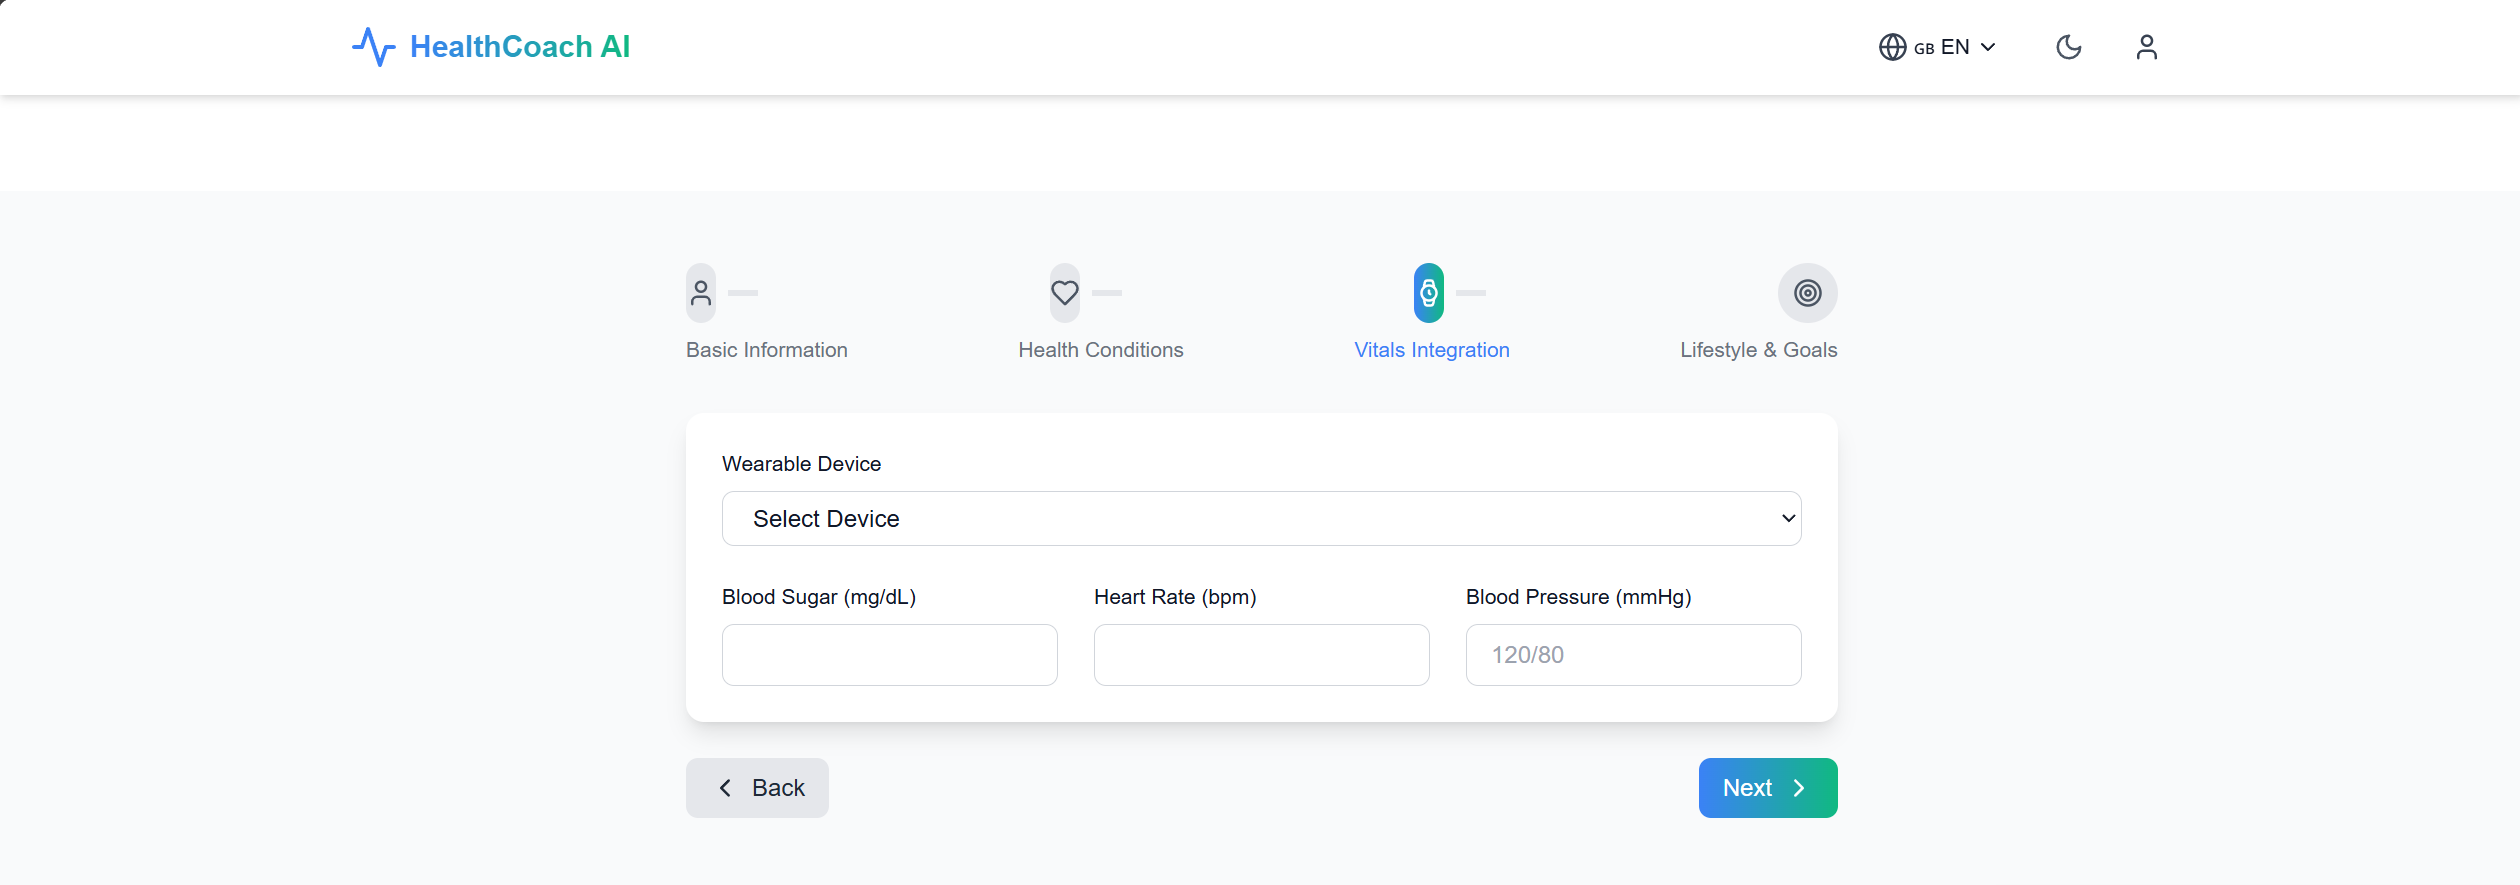 HealthCoach AI
GB EN
Basic Information
Health Conditions
Vitals Integration
Lifestyle & Goals
Wearable Device
Select Device
Blood Sugar (mg/dL)
Heart Rate (bpm)
Blood Pressure (mmHg)
120/80
Back
Next